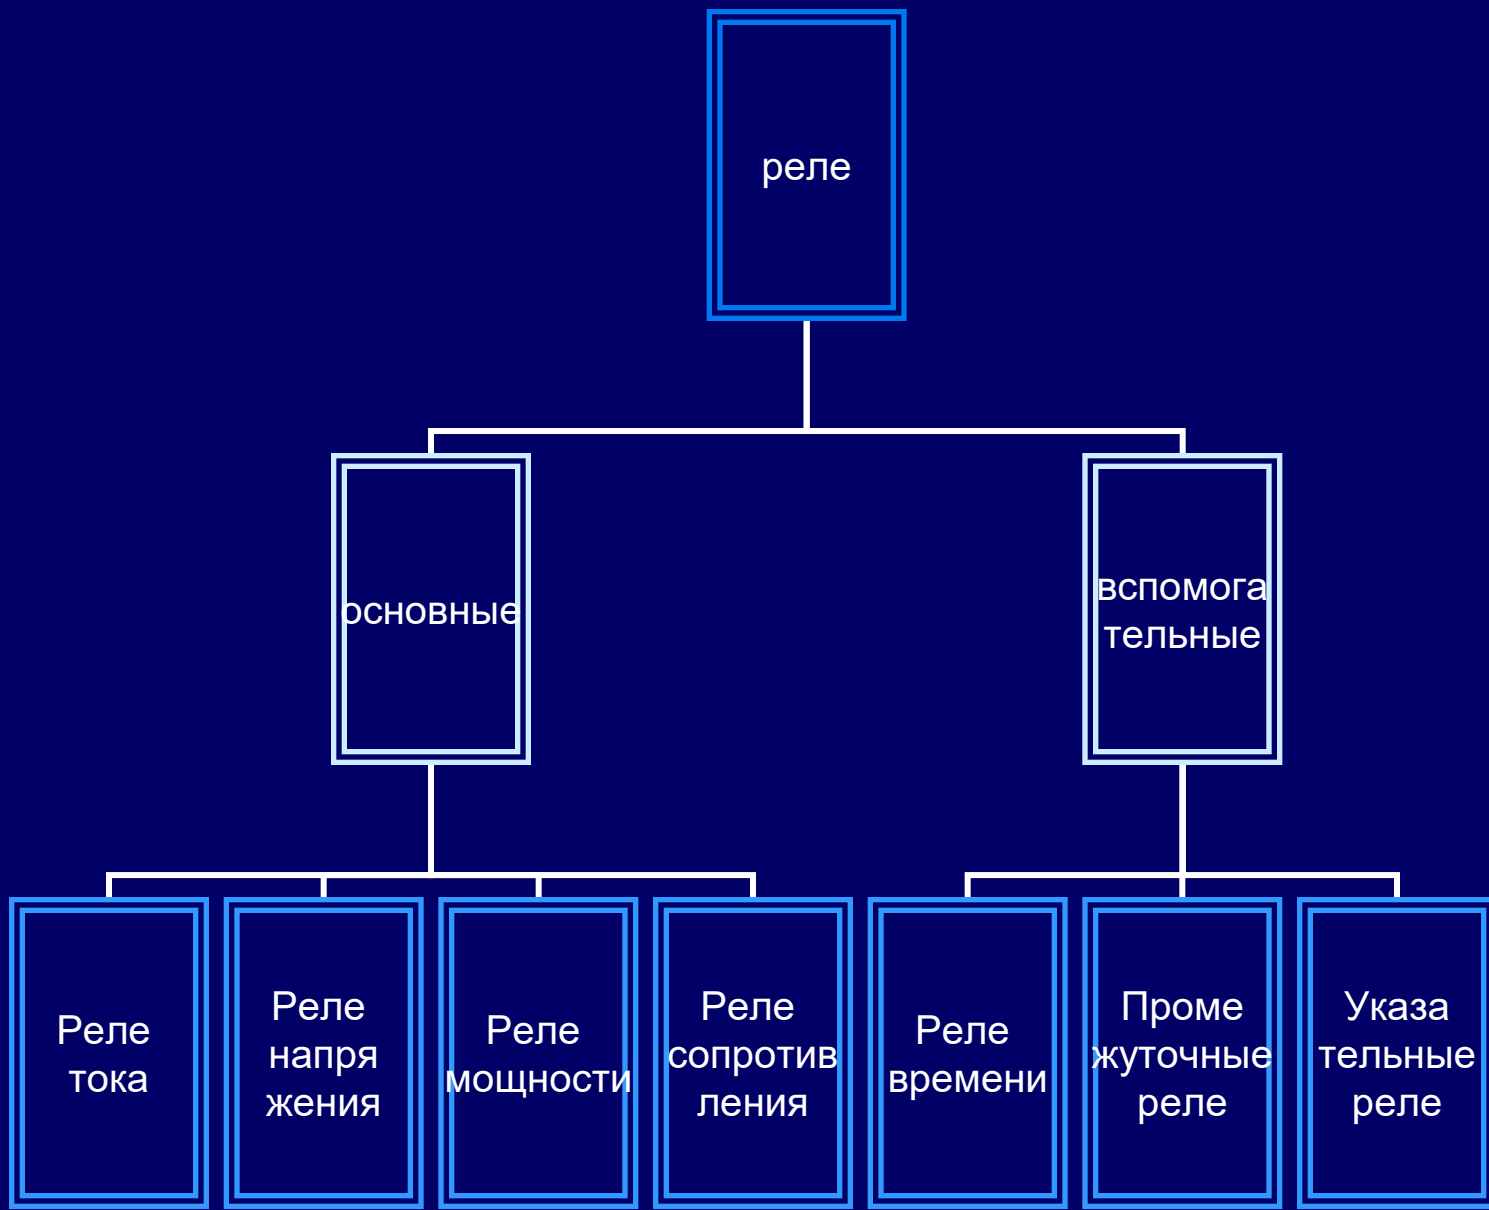 реле
основные
вспомога
тельные
Реле
тока
Реле
напря
жения
Реле
мощности
Реле
сопротив
ления
Реле
времени
Проме
жуточные
реле
Указа
тельные
реле